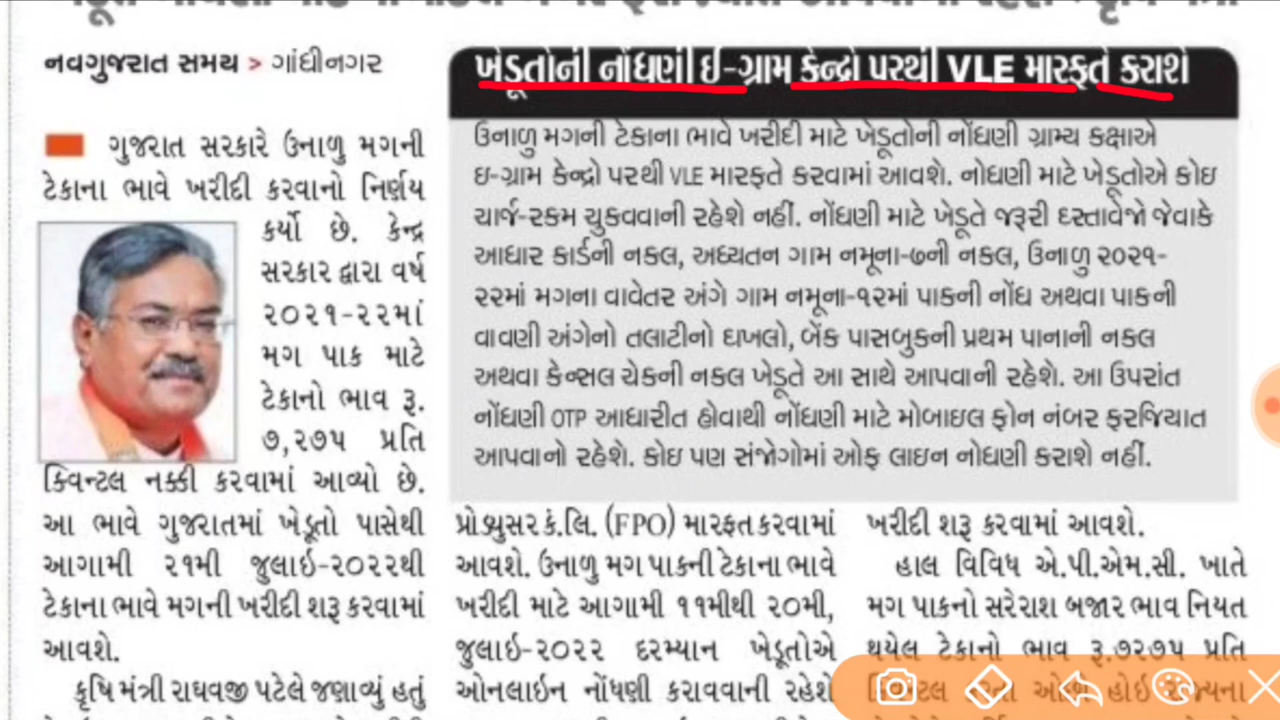 નવગુજરાત સમય > ગાંધીનગર
ગુજરાત સરકારે ઉનાળુ મગની
ટેકાના ભાવે ખરીદી કરવાનો નિર્ણય
કર્યો છે. કેન્દ્ર
સરકાર દ્વારા વર્ષ
૨૦૨૧-૨૨માં
મગ પાક માટે
ટેકાનો ભાવ રૂ.
૭,૨૭૫ પ્રતિ
ક્વિન્ટલ નક્કી કરવામાં આવ્યો છે.
આ ભાવે ગુજરાતમાં ખેડૂતો પાસેથી
આગામી ૨૧મી જુલાઇ-૨૦૨૨થી
ટેકાના ભાવે મગની ખરીદી શરૂ કરવામાં
આવશે.
કૃષિ મંત્રી રાઘવજી પટેલે જણાવ્યું હતું
ખેડૂતોની નોંધણી ઇ-ગ્રામ કેન્દ્રો પરથી VLE મારફતે કરાશે
ઉનાળુ મગની ટેકાના ભાવે ખરીદી માટે ખેડૂતોની નોંધણી ગ્રામ્ય કક્ષાએ
ઇ-ગ્રામ કેન્દ્રો પરથી VLE મારફતે કરવામાં આવશે. નોધણી માટે ખેડૂતોએ કોઇ
ચાર્જ-રકમ ચુકવવાની રહેશે નહીં. નોંધણી માટે ખેડૂતે જરૂરી દસ્તાવેજો જેવાકે
આધાર કાર્ડની નકલ, અધ્યતન ગામ નમૂના-૭ની નકલ, ઉનાળુ ૨૦૨૧-
૨૨માં મગના વાવેતર અંગે ગામ નમૂના-૧૨માં પાકની નોંધ અથવા પાકની
વાવણી અંગેનો તલાટીનો દાખલો, બેંક પાસબુકની પ્રથમ પાનાની નકલ
અથવા કેન્સલ ચેકની નકલ ખેડૂતે આ સાથે આપવાની રહેશે. આ ઉપરાંત
નોંધણી OTP આધારીત હોવાથી નોંધણી માટે મોબાઇલ ફોન નંબર ફરજિયાત
આપવાનો રહેશે. કોઇ પણ સંજોગોમાં ઓફ લાઇન નોધણી કરાશે નહીં.
પ્રોડ્યુસર કં.લિ. (FPO) મારફત કરવામાં
આવશે. ઉનાળુ મગ પાકની ટેકાના ભાવે
ખરીદી માટે આગામી ૧૧મીથી ૨૦મી,
જુલાઇ-૨૦૨૨ દરમ્યાન ખેડૂતોએ
ઓનલાઇન નોંધણી કરાવવાની રહેશે
ખરીદી શરૂ કરવામાં આવશે.
હાલ વિવિધ એ.પી.એમ.સી. ખાતે
મગ પાકનો સરેરાશ બજાર ભાવ નિયત
થયેલ ટેકાનો ભાવ રૂ.૭૨૭૫ પ્રતિ